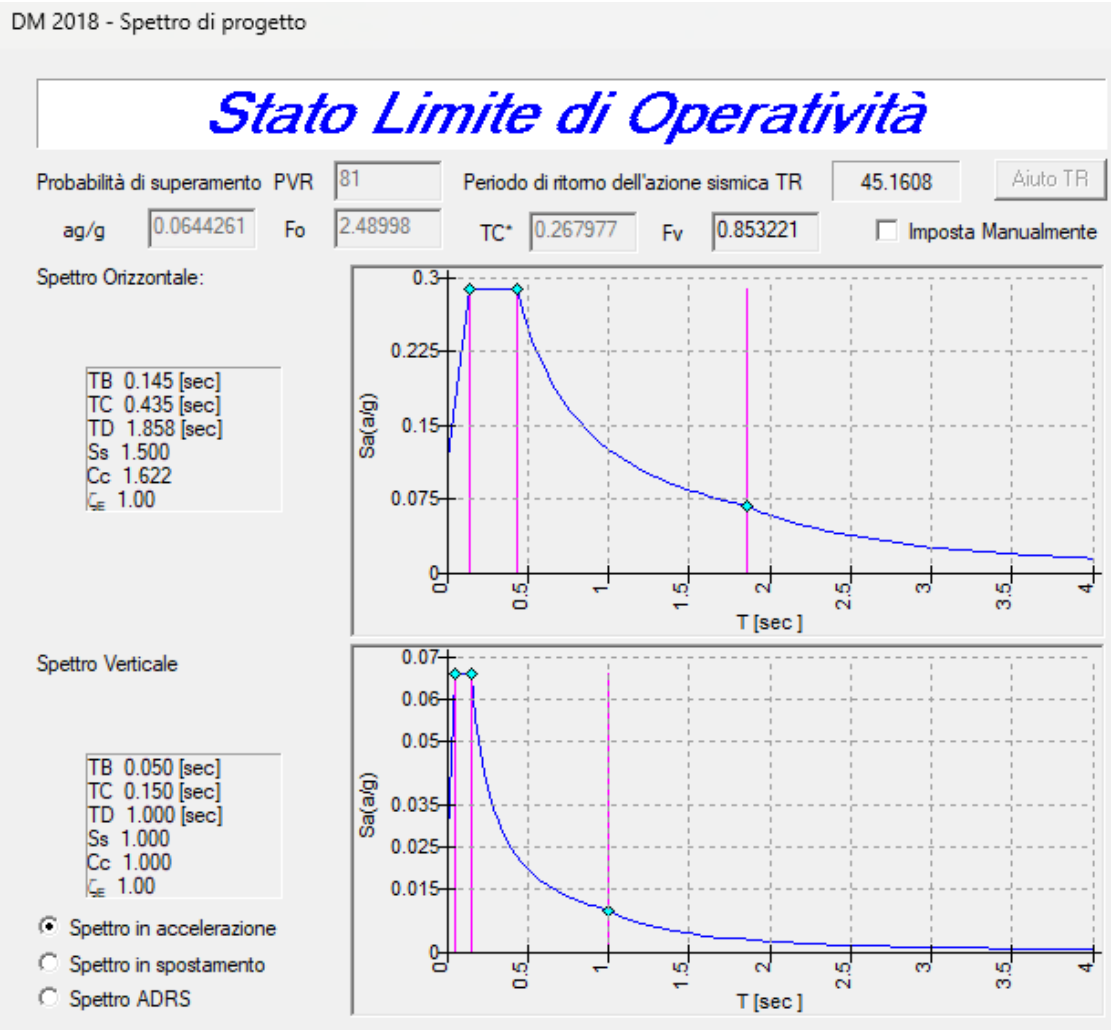 DM 2018 - Spettro di progetto
Stato Limite di Operatività
Probabilità di superamento PVR 81 Periodo di ritorno dell'azione sismica TR 45.1608 Aiuto TR
ag/g 0.0644261 Fo 2.48998 TC* 0.267977 Fv 0.853221 Imposta Manualmente
Spettro Orizzontale:
TB 0.145 [sec]
TC 0.435 [sec]
TD 1.858 [sec]
Ss 1.500
Cc 1.622
ζE 1.00
0.3
0.225
0.15
0.075
0
Sa(a/g)
0 0.5 1 1.5 2 2.5 3 3.5 4
T [sec ]
Spettro Verticale
TB 0.050 [sec]
TC 0.150 [sec]
TD 1.000 [sec]
Ss 1.000
Cc 1.000
ζE 1.00
Spettro in accelerazione
Spettro in spostamento
Spettro ADRS
0.07
0.06
0.05
0.035
0.025
0.015
0
Sa(a/g)
0 0.5 1 1.5 2 2.5 3 3.5 4
T [sec ]